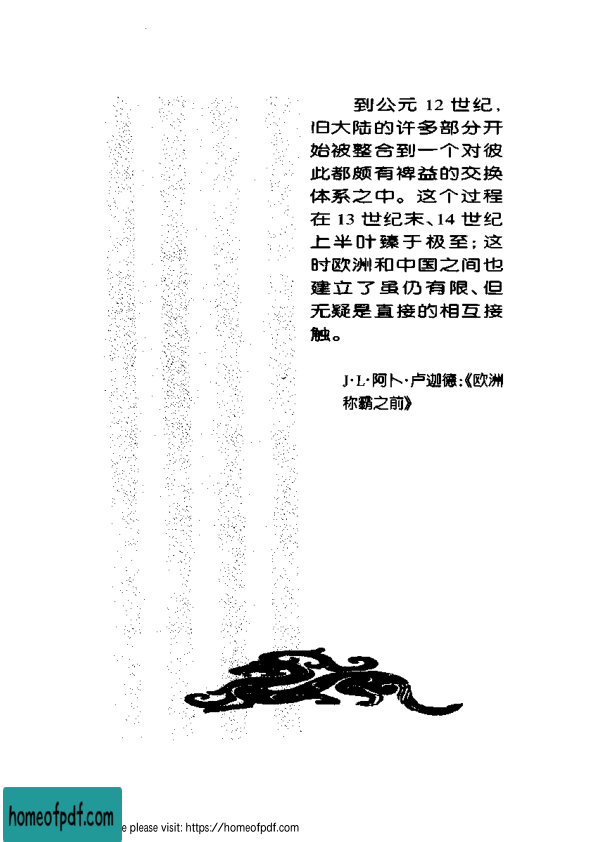 到公元 12 世纪，
旧大陆的许多部分开
始被整合到一个对彼
此都颇有裨益的交换
体系之中。这个过程
在 13 世纪末、14 世纪
上半叶臻于极至；这
时欧洲和中国之间也
建立了虽仍有限、但
无疑是直接的相互接
触。
J·L·阿卜·卢迦德：《欧洲
称霸之前》
homeofpdf.com
e please visit: https://homeofpdf.com